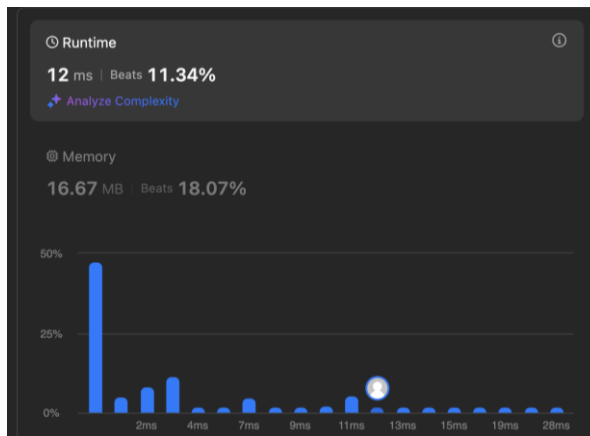 Runtime
12 ms | Beats 11.34%
Analyze Complexity
Memory
16.67 MB | Beats 18.07%
50%
25%
0%
2ms 4ms 7ms 9ms 11ms 13ms 15ms 19ms 28ms